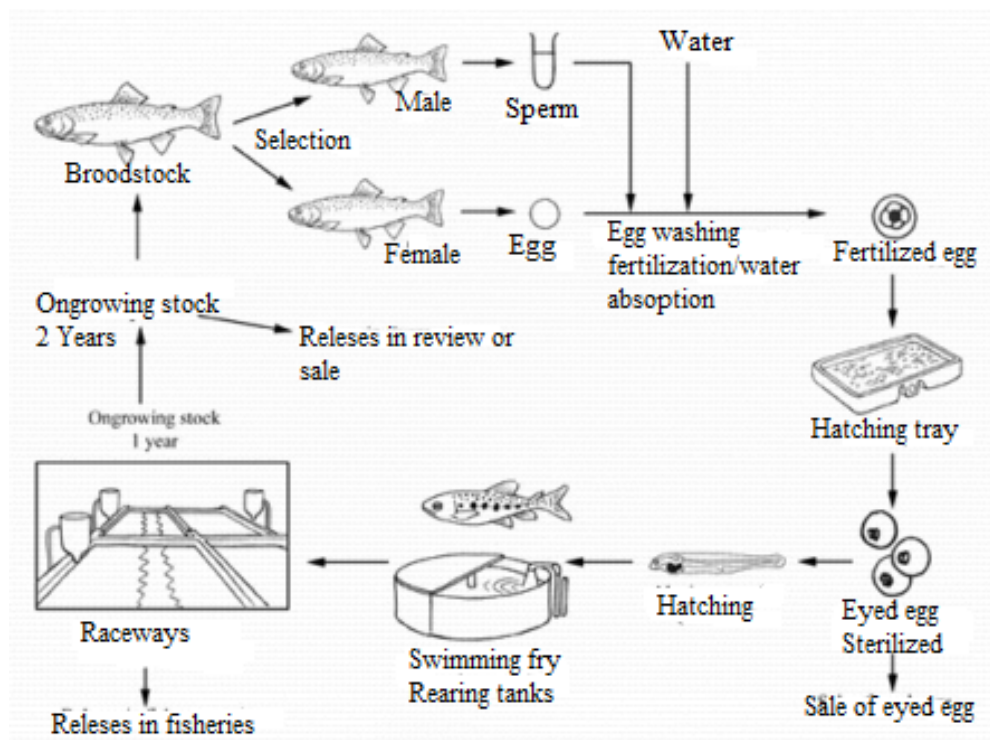 Water
Male
Sperm
Selection
Broodstock
Female
Egg
Egg washing
fertilization/water
absoption
Fertilized egg
Ongrowing stock
2 Years
Releses in review or
sale
Ongrowing stock
1 year
Hatching tray
Hatching
Eyed egg
Sterilized
Raceways
Swimming fry
Rearing tanks
Sale of eyed egg
Releses in fisheries